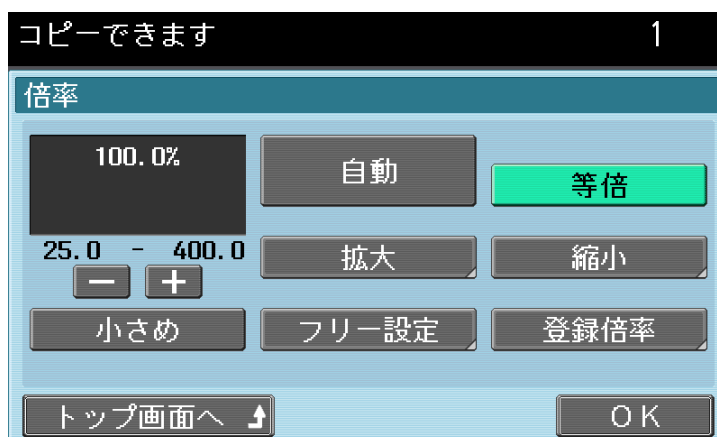 コピーできます 1
倍率
100.0%
自動
等倍
25.0 - 400.0
拡大
縮小
− +
小さめ
フリー設定
登録倍率
トップ画面へ
OK